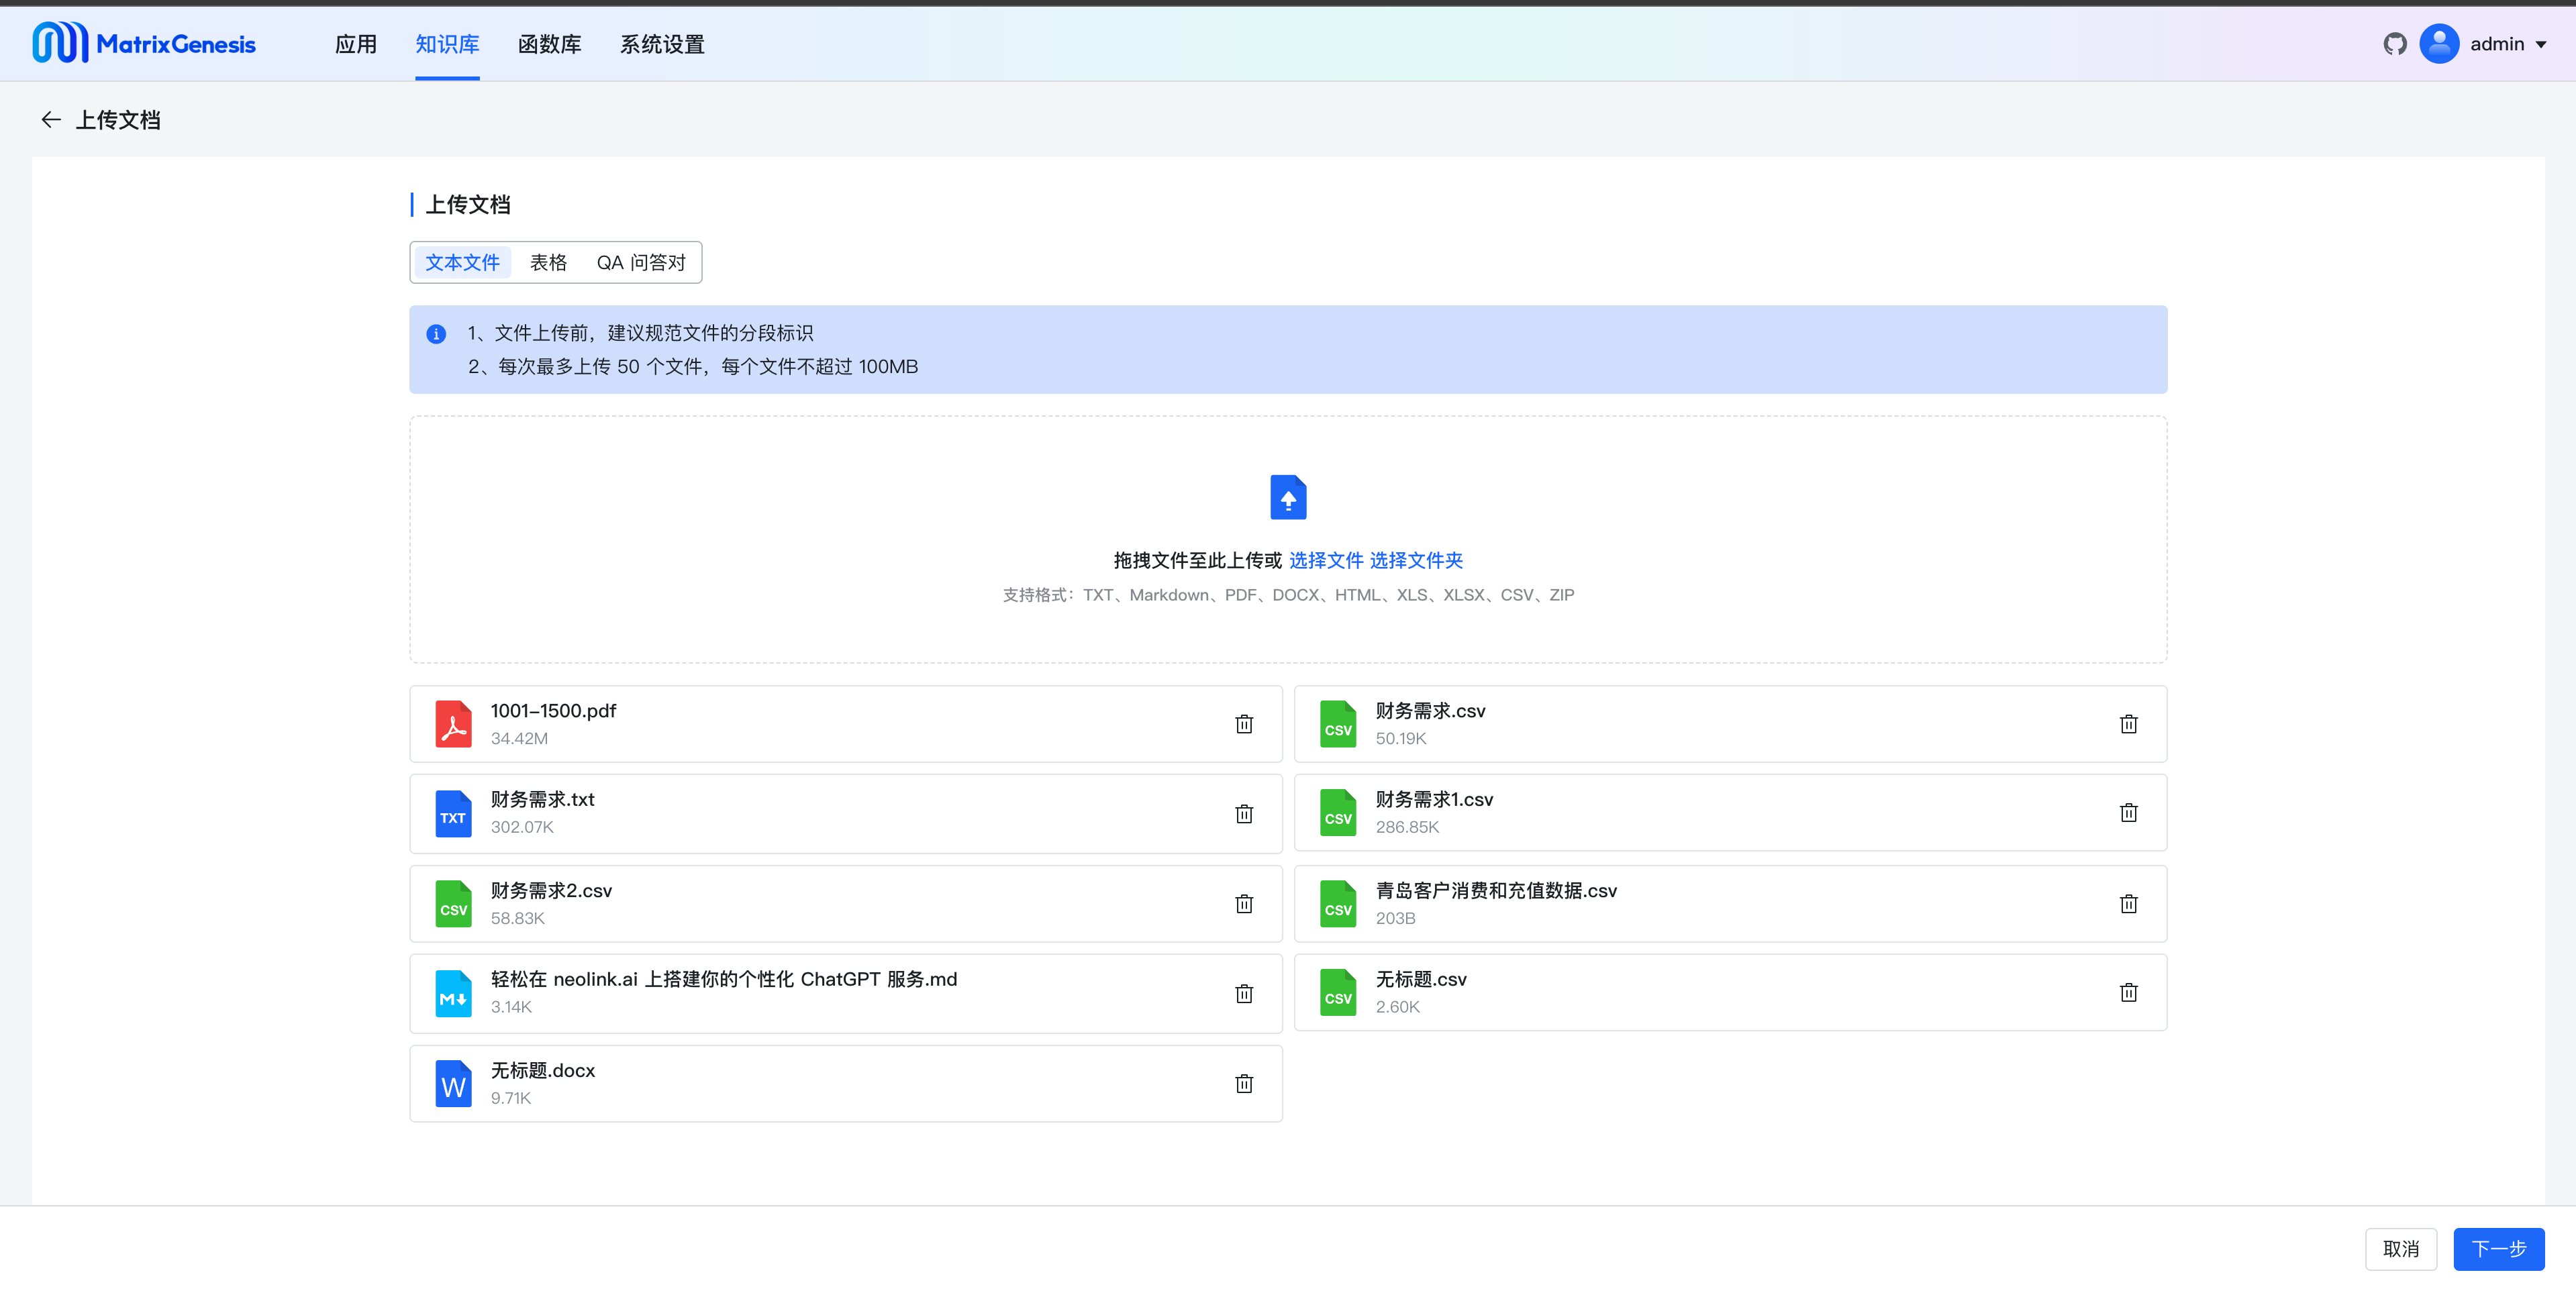 MatrixGenesis 应用 知识库 函数库 系统设置 admin
上传文档
上传文档
文本文件 表格 QA 问答对
1、文件上传前，建议规范文件的分段标识
2、每次最多上传 50 个文件，每个文件不超过 100MB
拖拽文件至此上传或 选择文件 选择文件夹
支持格式：TXT、Markdown、PDF、DOCX、HTML、XLS、XLSX、CSV、ZIP
1001-1500.pdf
34.42M
CSV
财务需求.csv
50.19K
TXT
财务需求.txt
302.07K
CSV
财务需求1.csv
286.85K
CSV
财务需求2.csv
58.83K
CSV
青岛客户消费和充值数据.csv
203B
M
轻松在 neolink.ai 上搭建你的个性化 ChatGPT 服务.md
3.14K
CSV
无标题.csv
2.60K
W
无标题.docx
9.71K
取消 下一步